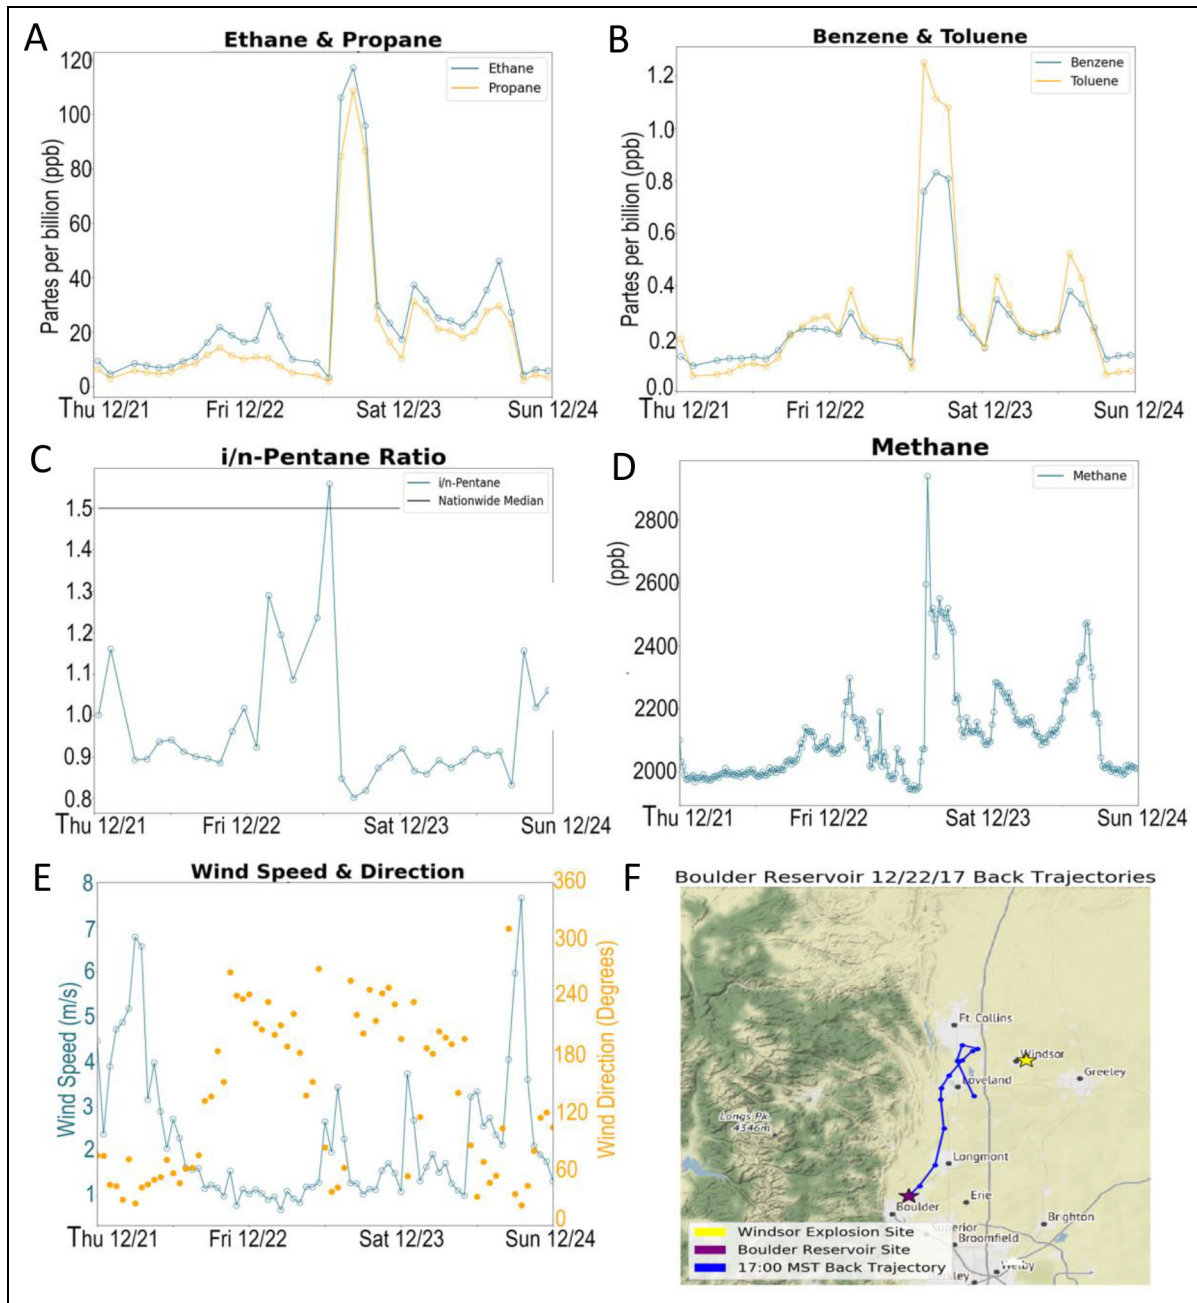 A
Ethane & Propane
Partes per billion (ppb)
120
100
80
60
40
20
0
Ethane
Propane
Thu 12/21 Fri 12/22 Sat 12/23 Sun 12/24
B
Benzene & Toluene
Partes per billion (ppb)
1.2
1.0
0.8
0.6
0.4
0.2
0.0
Benzene
Toluene
Thu 12/21 Fri 12/22 Sat 12/23 Sun 12/24
C
i/n-Pentane Ratio
1.5
1.4
1.3
1.2
1.1
1.0
0.9
0.8
i/n-Pentane
Nationwide Median
Thu 12/21 Fri 12/22 Sat 12/23 Sun 12/24
D
Methane
(ppb)
2800
2600
2400
2200
2000
Methane
Thu 12/21 Fri 12/22 Sat 12/23 Sun 12/24
E
Wind Speed & Direction
Wind Speed (m/s)
8
7
6
5
4
3
2
1
Wind Direction (Degrees)
360
300
240
180
120
60
0
Thu 12/21 Fri 12/22 Sat 12/23 Sun 12/24
F
Boulder Reservoir 12/22/17 Back Trajectories
Ft. Collins
Windsor
Greeley
Loveland
Longs Pk.
4346m
Longmont
Boulder
Erie
Brighton
Superior
Broomfield
Welby
Windsor Explosion Site
Boulder Reservoir Site
17:00 MST Back Trajectory